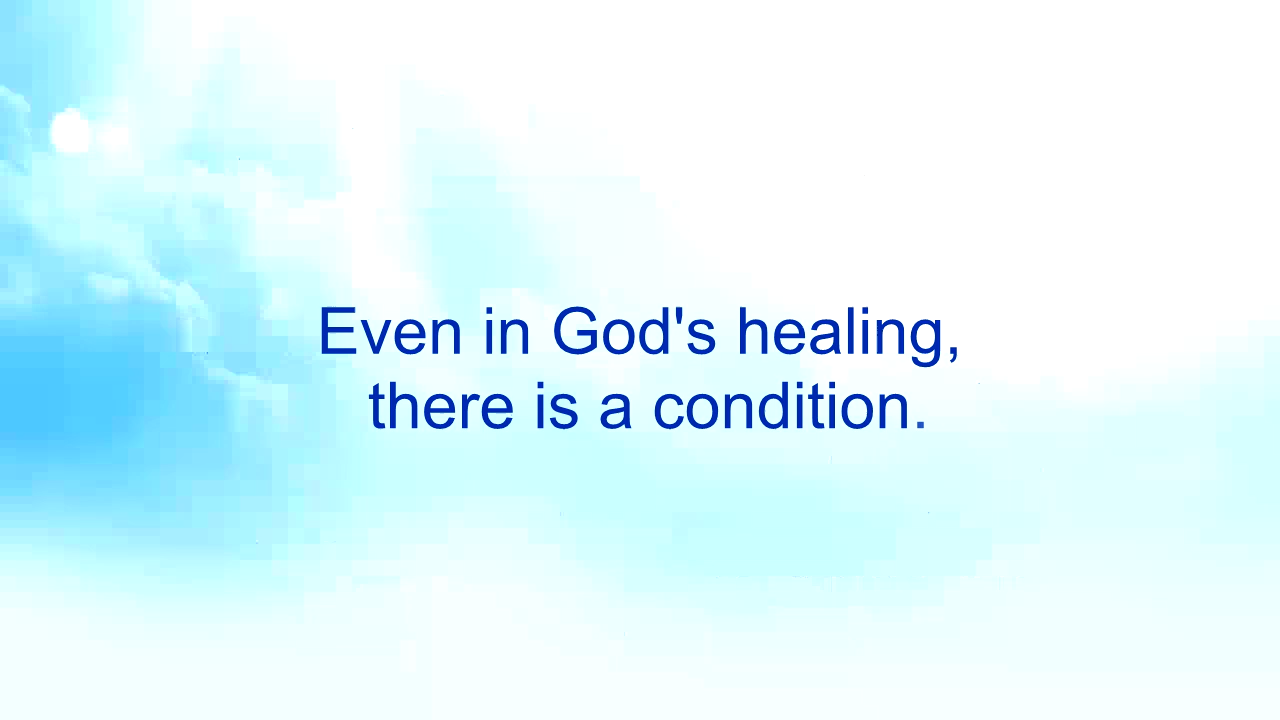 Even in God's healing,
there is a condition.